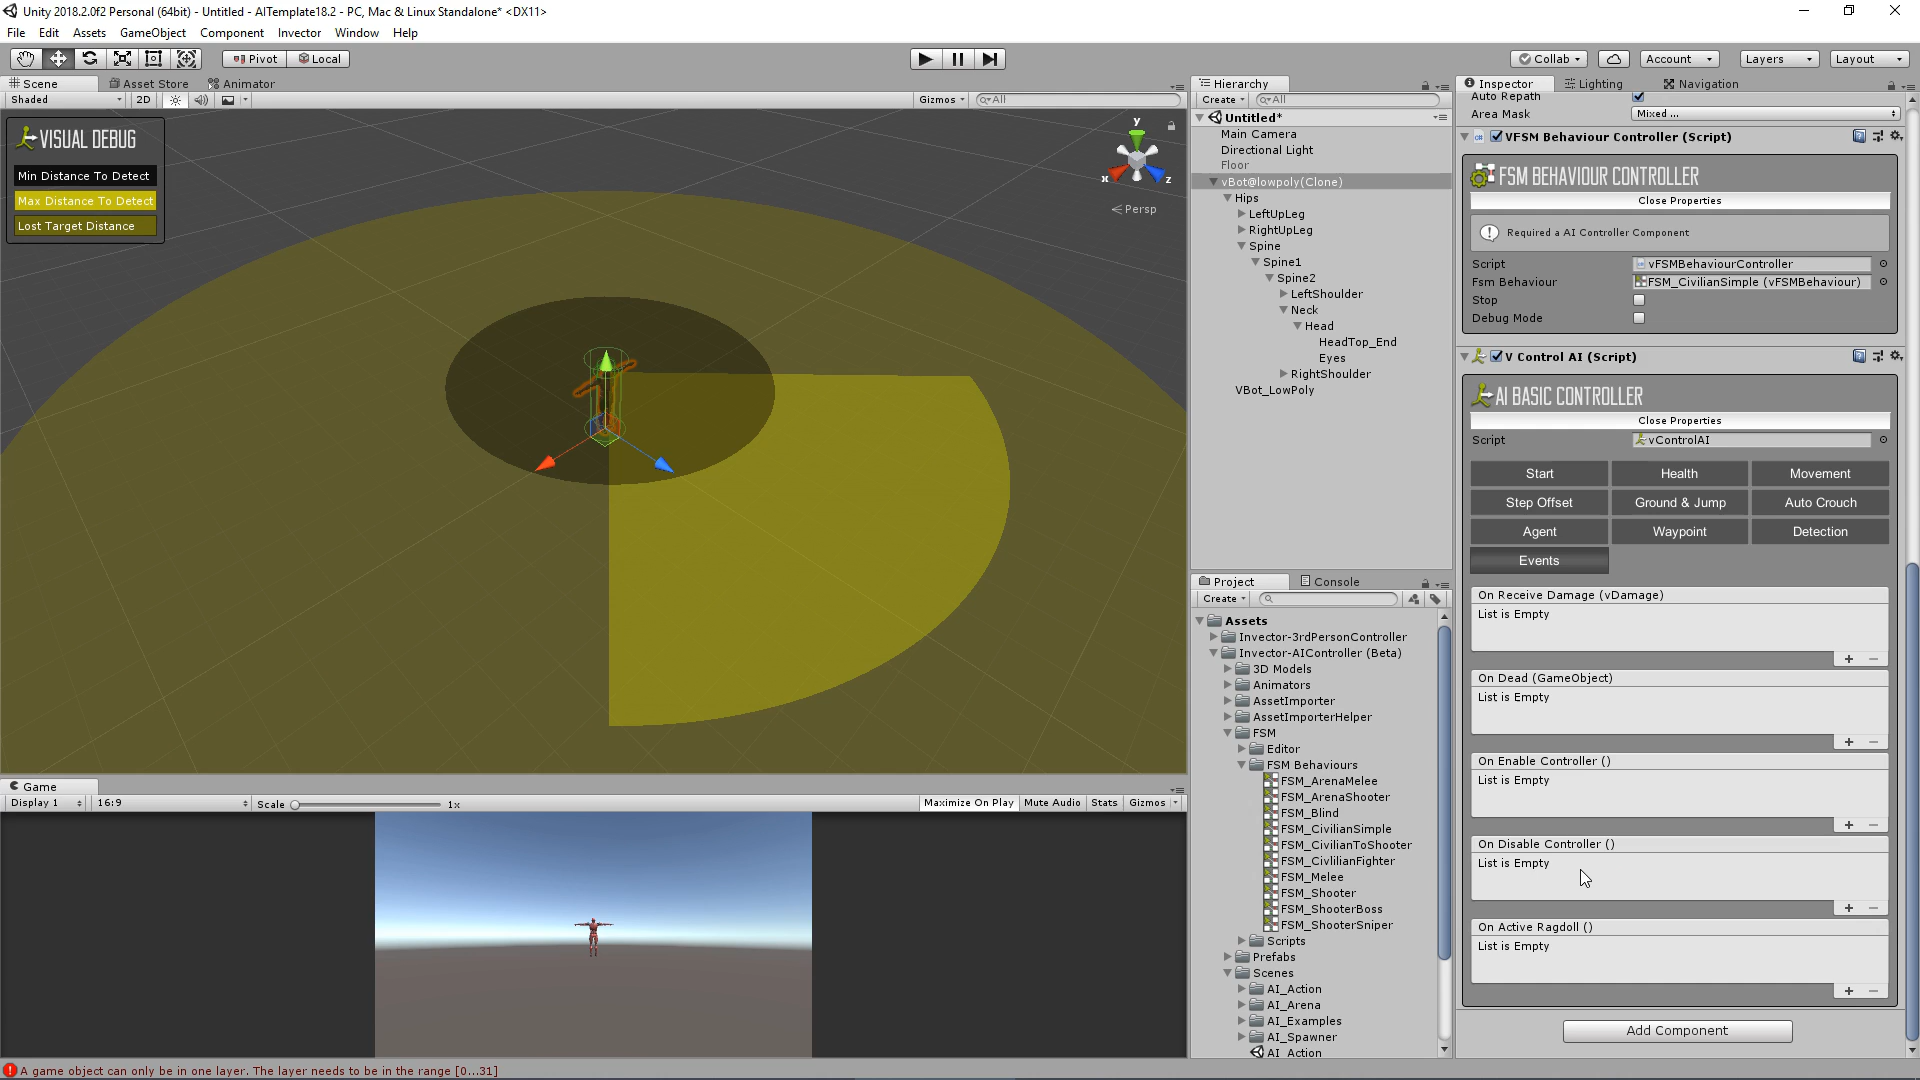 Unity 2018.2.0f2 Personal (64bit) - Untitled - AITemplate18.2 - PC, Mac & Linux Standalone* <DX11>
File Edit Assets GameObject Component Invector Window Help
Pivot Local
Collab Account Layers Layout
Scene Asset Store Animator
Shaded 2D Gizmos All
VISUAL DEBUG
Min Distance To Detect
Max Distance To Detect
Lost Target Distance
y
x z
Persp
Game
Display 1 16:9 Scale 1x Maximize On Play Mute Audio Stats Gizmos
Hierarchy
Create All
Untitled*
Main Camera
Directional Light
Floor
vBot@lowpoly(Clone)
Hips
LeftUpLeg
RightUpLeg
Spine
Spine1
Spine2
LeftShoulder
Neck
Head
HeadTop_End
Eyes
RightShoulder
VBot_LowPoly
Project Console
Create
Assets
Invector-3rdPersonController
Invector-AIController (Beta)
3D Models
Animators
AssetImporter
AssetImporterHelper
FSM
Editor
FSM Behaviours
FSM_ArenaMelee
FSM_ArenaShooter
FSM_Blind
FSM_CivilianSimple
FSM_CivilianToShooter
FSM_CivlilianFighter
FSM_Melee
FSM_Shooter
FSM_ShooterBoss
FSM_ShooterSniper
Scripts
Prefabs
Scenes
AI_Action
AI_Arena
AI_Examples
AI_Spawner
AI_Action
Inspector Lighting Navigation
Auto Repath
Area Mask Mixed ...
VFSM Behaviour Controller (Script)
FSM BEHAVIOUR CONTROLLER
Close Properties
Required a AI Controller Component
Script vFSMBehaviourController
Fsm Behaviour FSM_CivilianSimple (vFSMBehaviour)
Stop
Debug Mode
V Control AI (Script)
AI BASIC CONTROLLER
Close Properties
Script vControlAI
Start Health Movement
Step Offset Ground & Jump Auto Crouch
Agent Waypoint Detection
Events
On Receive Damage (vDamage)
List is Empty
On Dead (GameObject)
List is Empty
On Enable Controller ()
List is Empty
On Disable Controller ()
List is Empty
On Active Ragdoll ()
List is Empty
Add Component
A game object can only be in one layer. The layer needs to be in the range [0...31]